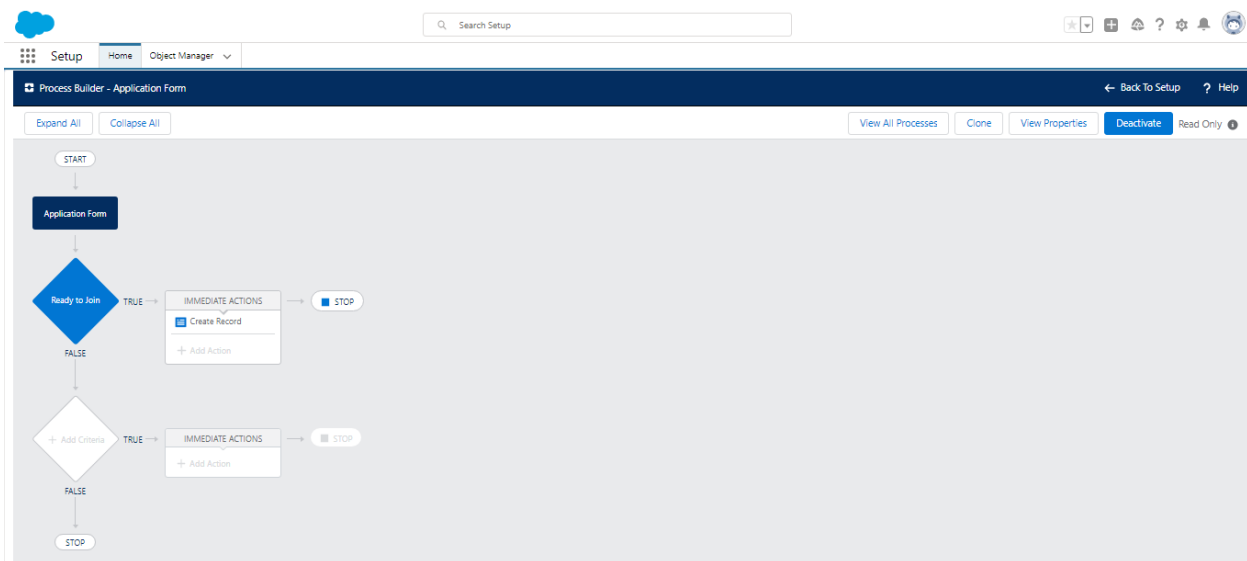 Search Setup
Setup Home Object Manager
Process Builder - Application Form
Back To Setup ? Help
Expand All Collapse All View All Processes Clone View Properties Deactivate Read Only
START
Application Form
Ready to Join TRUE IMMEDIATE ACTIONS STOP
Create Record
+ Add Action
FALSE
+ Add Criteria TRUE IMMEDIATE ACTIONS STOP
+ Add Action
FALSE
STOP